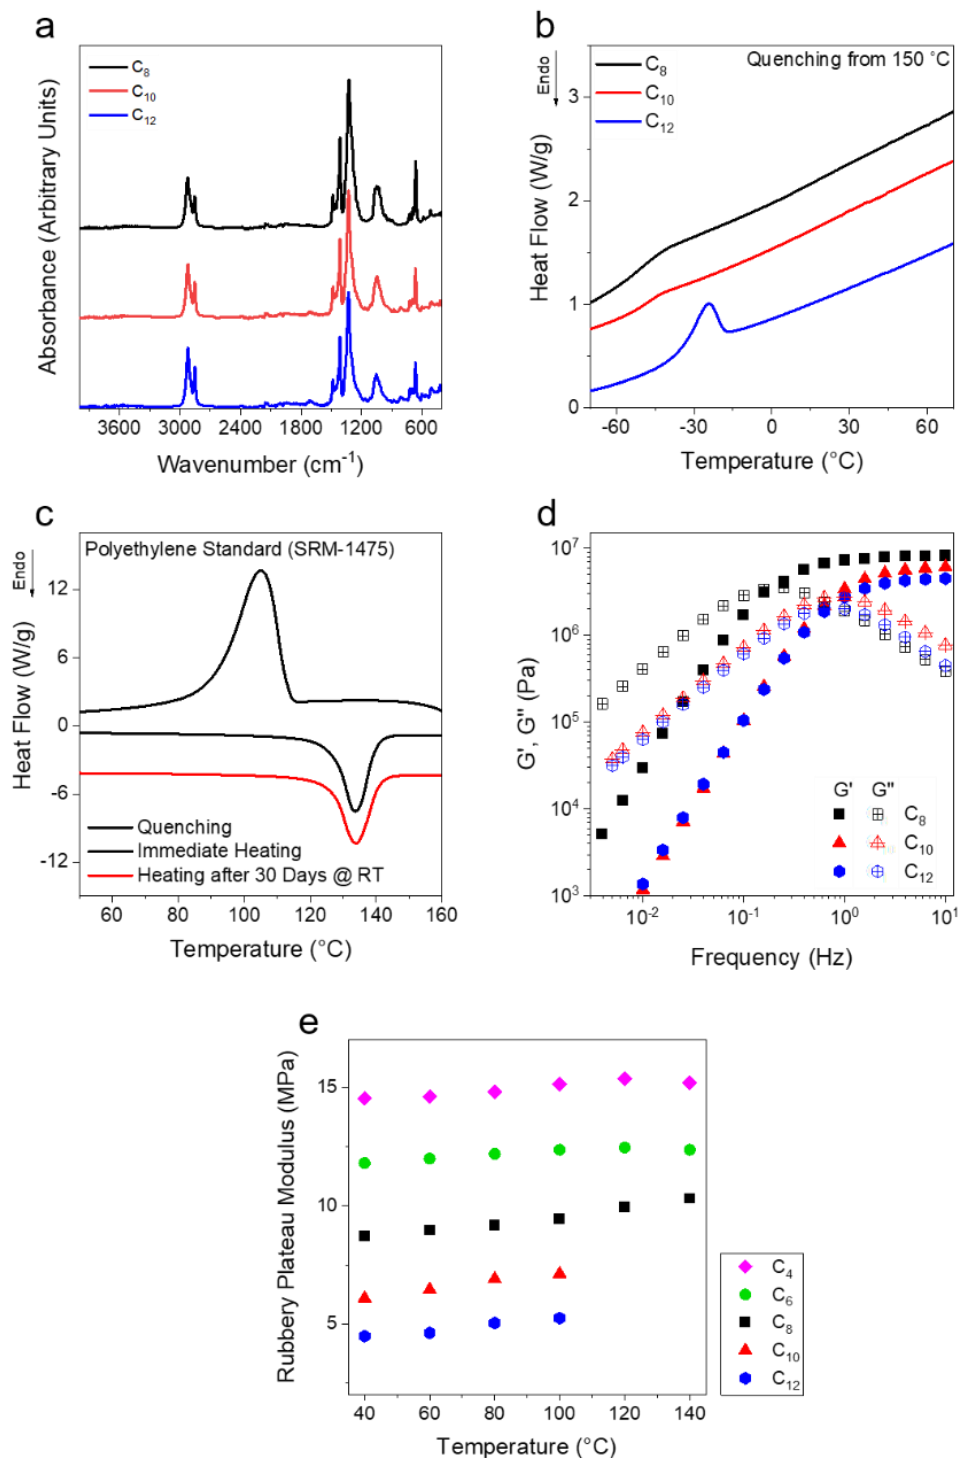 a
C8
C10
C12
Absorbance (Arbitrary Units)
3600 3000 2400 1800 1200 600
Wavenumber (cm-1)
b
Endo
C8
C10
C12
Quenching from 150 °C
Heat Flow (W/g)
3
2
1
0
-60 -30 0 30 60
Temperature (°C)
c
Endo
Polyethylene Standard (SRM-1475)
Heat Flow (W/g)
12
6
0
-6
-12
Quenching
Immediate Heating
Heating after 30 Days @ RT
60 80 100 120 140 160
Temperature (°C)
d
G', G'' (Pa)
10^7
10^6
10^5
10^4
10^3
G' G''
C8
C10
C12
10^-2 10^-1 10^0 10^1
Frequency (Hz)
e
Rubbery Plateau Modulus (MPa)
15
10
5
40 60 80 100 120 140
Temperature (°C)
C4
C6
C8
C10
C12